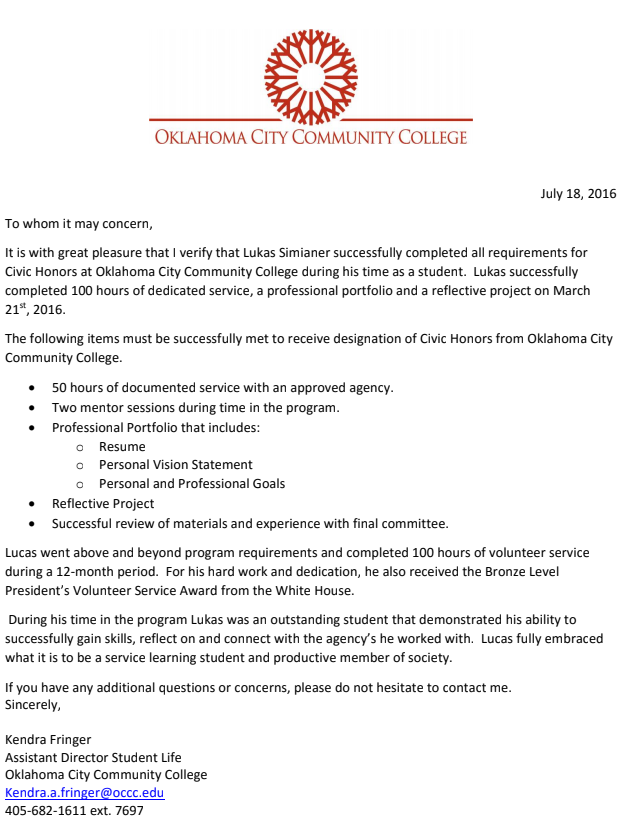 OKLAHOMA CITY COMMUNITY COLLEGE
July 18, 2016
To whom it may concern,
It is with great pleasure that I verify that Lukas Simianer successfully completed all requirements for
Civic Honors at Oklahoma City Community College during his time as a student.  Lukas successfully
completed 100 hours of dedicated service, a professional portfolio and a reflective project on March
21st, 2016.
The following items must be successfully met to receive designation of Civic Honors from Oklahoma City
Community College.
• 50 hours of documented service with an approved agency.
• Two mentor sessions during time in the program.
• Professional Portfolio that includes:
o Resume
o Personal Vision Statement
o Personal and Professional Goals
• Reflective Project
• Successful review of materials and experience with final committee.
Lucas went above and beyond program requirements and completed 100 hours of volunteer service
during a 12-month period.  For his hard work and dedication, he also received the Bronze Level
President's Volunteer Service Award from the White House.
During his time in the program Lukas was an outstanding student that demonstrated his ability to
successfully gain skills, reflect on and connect with the agency's he worked with.  Lucas fully embraced
what it is to be a service learning student and productive member of society.
If you have any additional questions or concerns, please do not hesitate to contact me.
Sincerely,
Kendra Fringer
Assistant Director Student Life
Oklahoma City Community College
Kendra.a.fringer@occc.edu
405-682-1611 ext. 7697